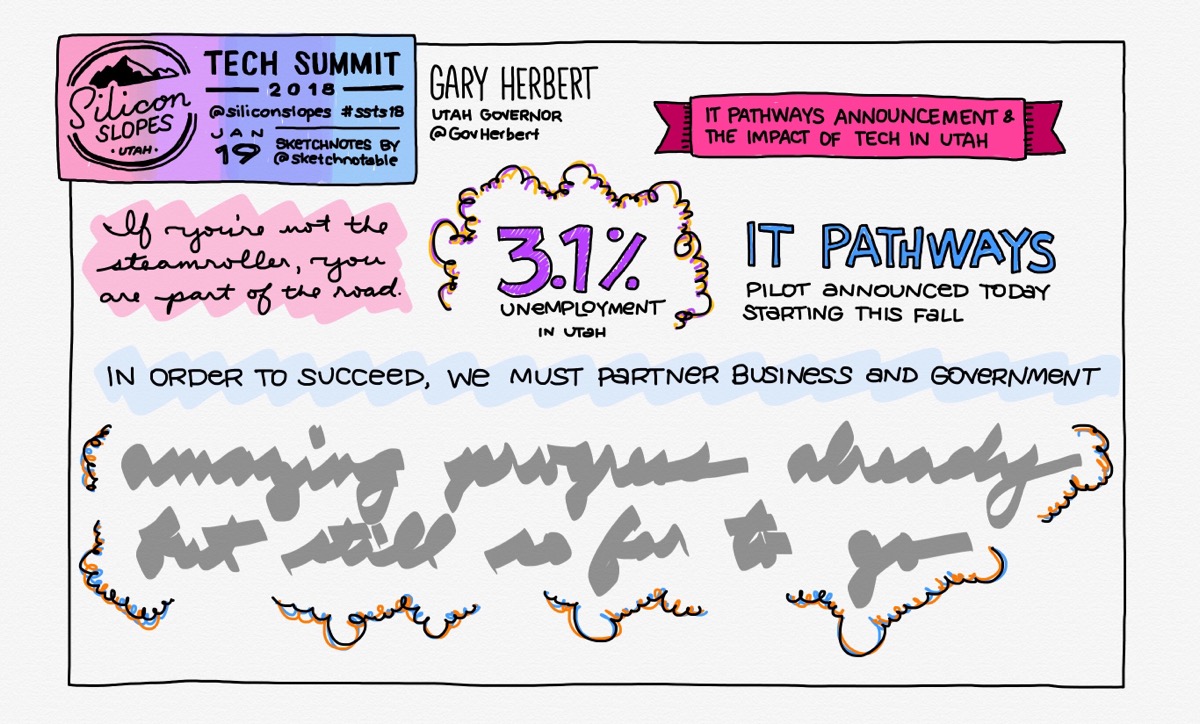 Silicon
SLOPES
• UTAH •
TECH SUMMIT
2018
@siliconslopes #ssts18
JAN
19
SKETCHNOTES BY
@sketchnotable
GARY HERBERT
UTAH GOVERNOR
@GovHerbert
IT PATHWAYS ANNOUNCEMENT &
THE IMPACT OF TECH IN UTAH
If you're not the
steamroller, you
are part of the road.
3.1%
UNEMPLOYMENT
IN UTAH
IT PATHWAYS
PILOT ANNOUNCED TODAY
STARTING THIS FALL
IN ORDER TO SUCCEED, WE MUST PARTNER BUSINESS AND GOVERNMENT
amazing progress already
but still so far to go